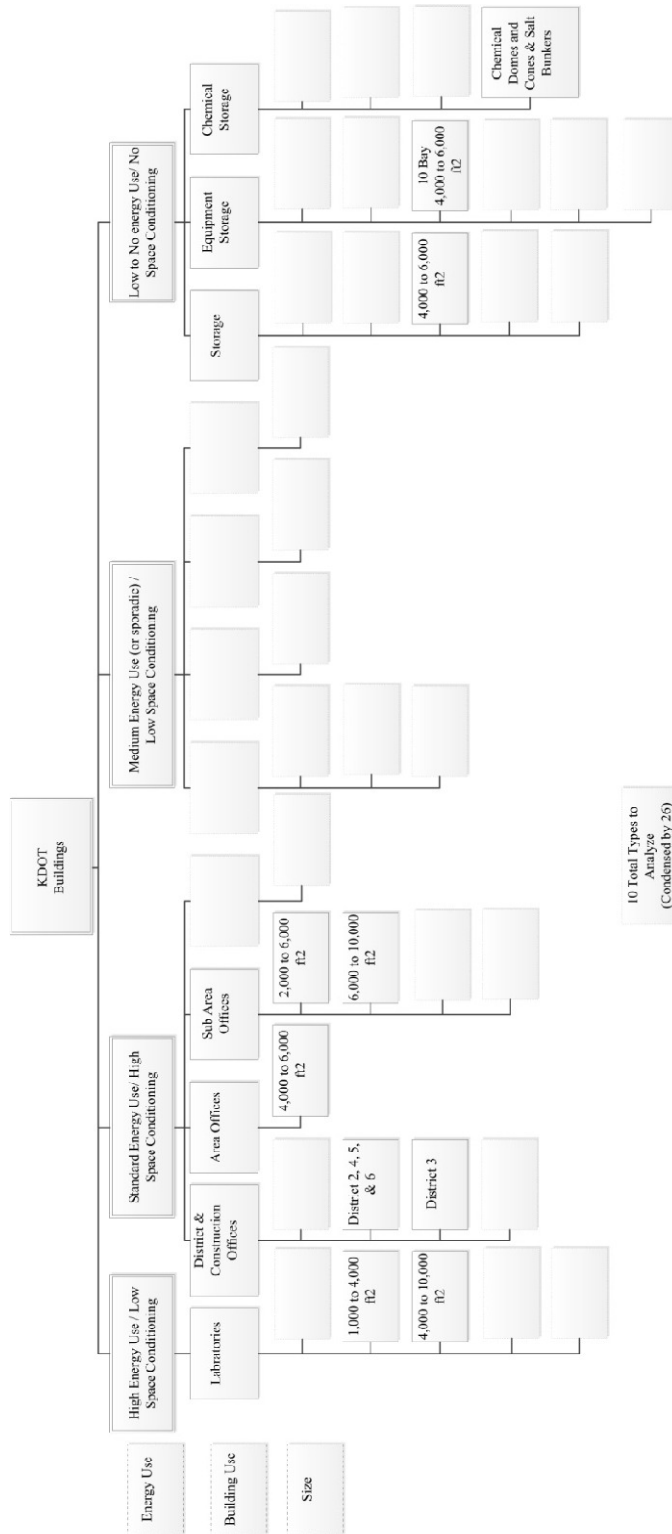 KDOT
Buildings
Energy Use
High Energy Use / Low
Space Conditioning
Standard Energy Use/ High
Space Conditioning
Medium Energy Use (or sporadic) /
Low Space Conditioning
Low to No energy Use/ No
Space Conditioning
Building Use
Labratories
District &
Construction
Offices
Area Offices
Sub Area
Offices
Storage
Equipment
Storage
Chemical
Storage
Size
1,000 to 4,000
ft2
4,000 to 10,000
ft2
District 2, 4, 5,
& 6
District 3
4,000 to 6,000
ft2
2,000 to 6,000
ft2
6,000 to 10,000
ft2
4,000 to 6,000
ft2
10 Bay
4,000 to 6,000
ft2
Chemical
Domes and
Cones & Salt
Bunkers
10 Total Types to
Analyze
(Condensed by 26)